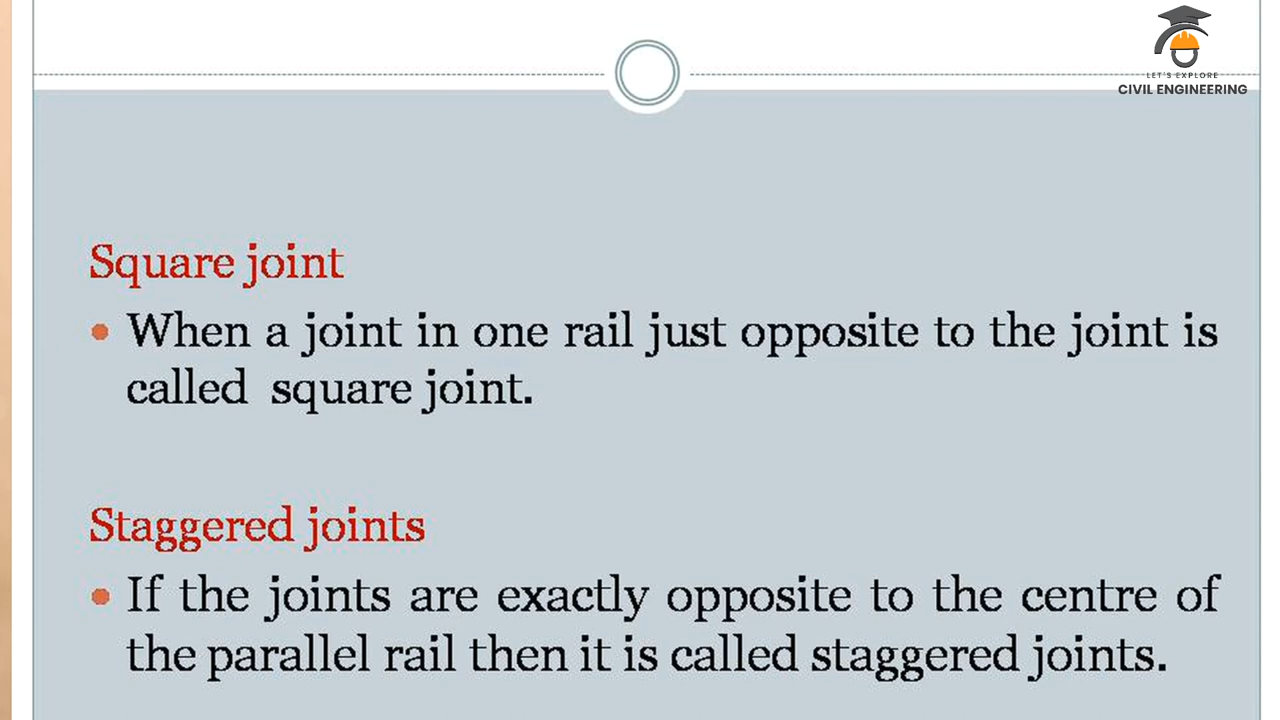 LET'S EXPLORE
CIVIL ENGINEERING
Square joint
• When a joint in one rail just opposite to the joint is
called square joint.
Staggered joints
• If the joints are exactly opposite to the centre of
the parallel rail then it is called staggered joints.